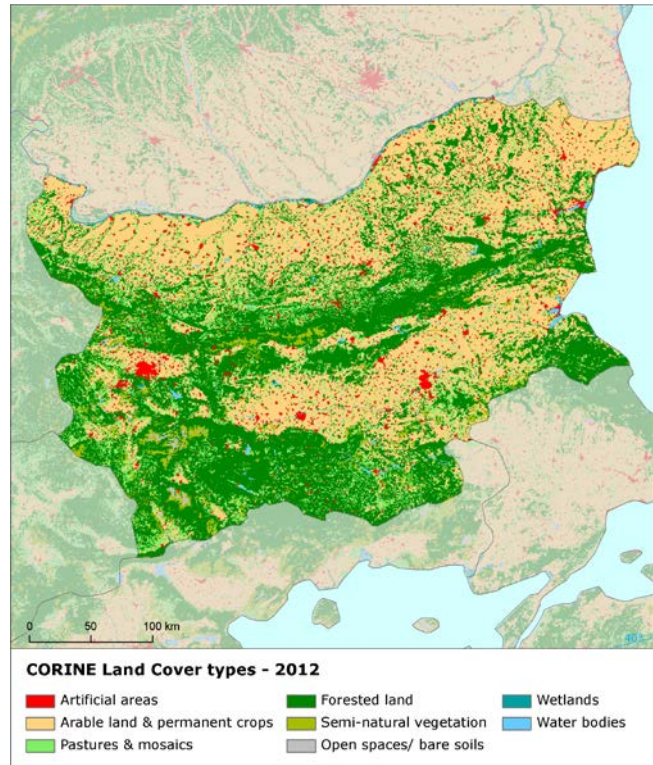 0 50 100 km
CORINE Land Cover types - 2012
Artificial areas
Arable land & permanent crops
Pastures & mosaics
Forested land
Semi-natural vegetation
Open spaces/ bare soils
Wetlands
Water bodies